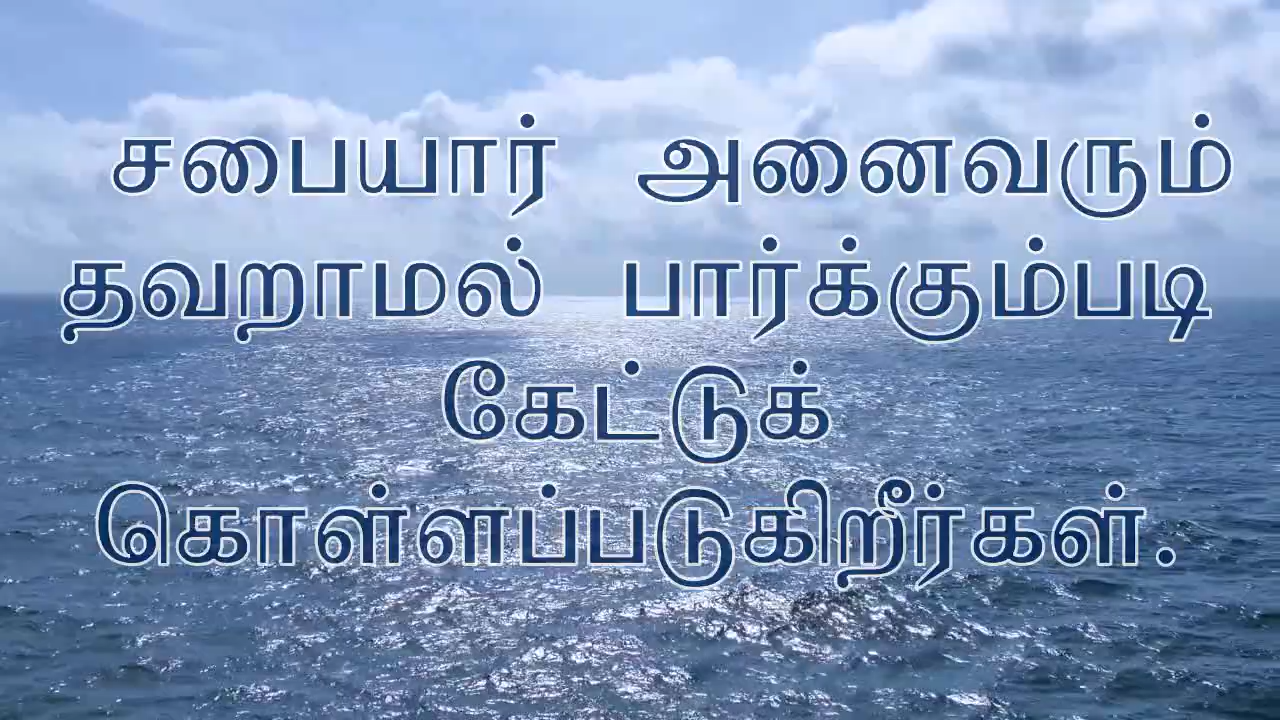 சபையார் அனைவரும்
தவறாமல் பார்க்கும்படி
கேட்டுக்
கொள்ளப்படுகிறீர்கள்.